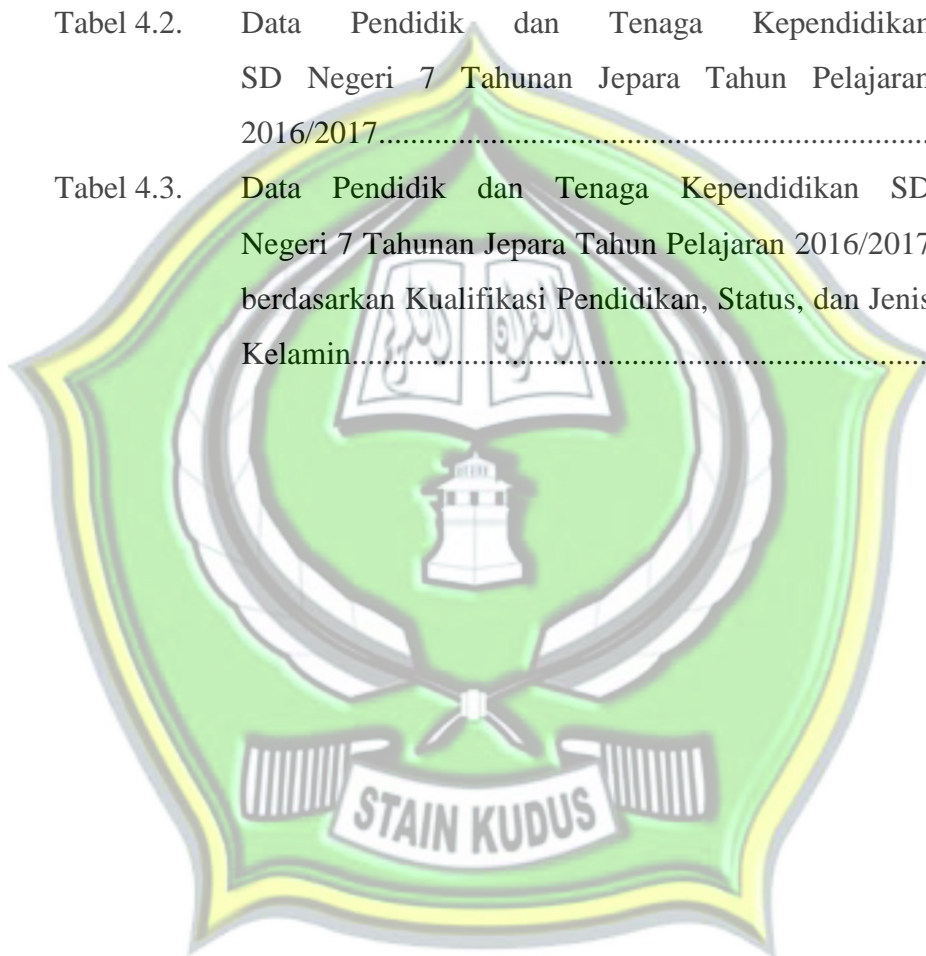 Tabel 4.2. Data Pendidik dan Tenaga Kependidikan
SD Negeri 7 Tahunan Jepara Tahun Pelajaran
2016/2017..............................................................
Tabel 4.3. Data Pendidik dan Tenaga Kependidikan SD
Negeri 7 Tahunan Jepara Tahun Pelajaran 2016/2017
berdasarkan Kualifikasi Pendidikan, Status, dan Jenis
Kelamin.................................................................
STAIN KUDUS